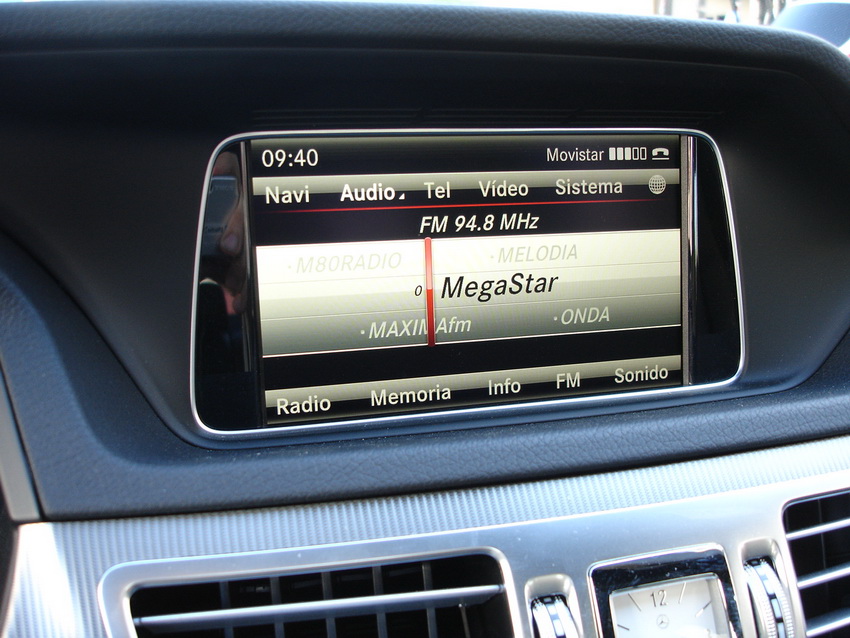 09:40 Movistar
Navi Audio Tel Vídeo Sistema
FM 94.8 MHz
·M80RADIO ·MELODIA
0 MegaStar
·MAXIMAfm ·ONDA
Radio Memoria Info FM Sonido
12